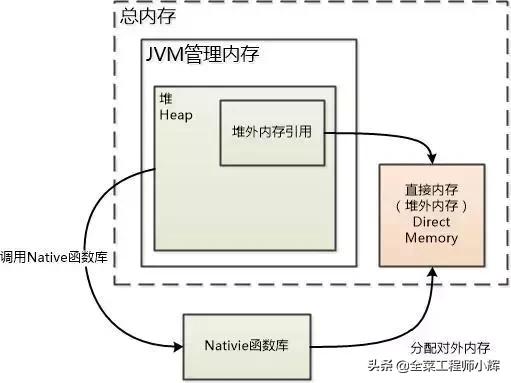 总内存
JVM管理内存
堆
Heap
堆外内存引用
直接内存
（堆外内存）
Direct
Memory
调用Native函数库
Nativie函数库
分配对外内存
头条 @全菜工程师小辉